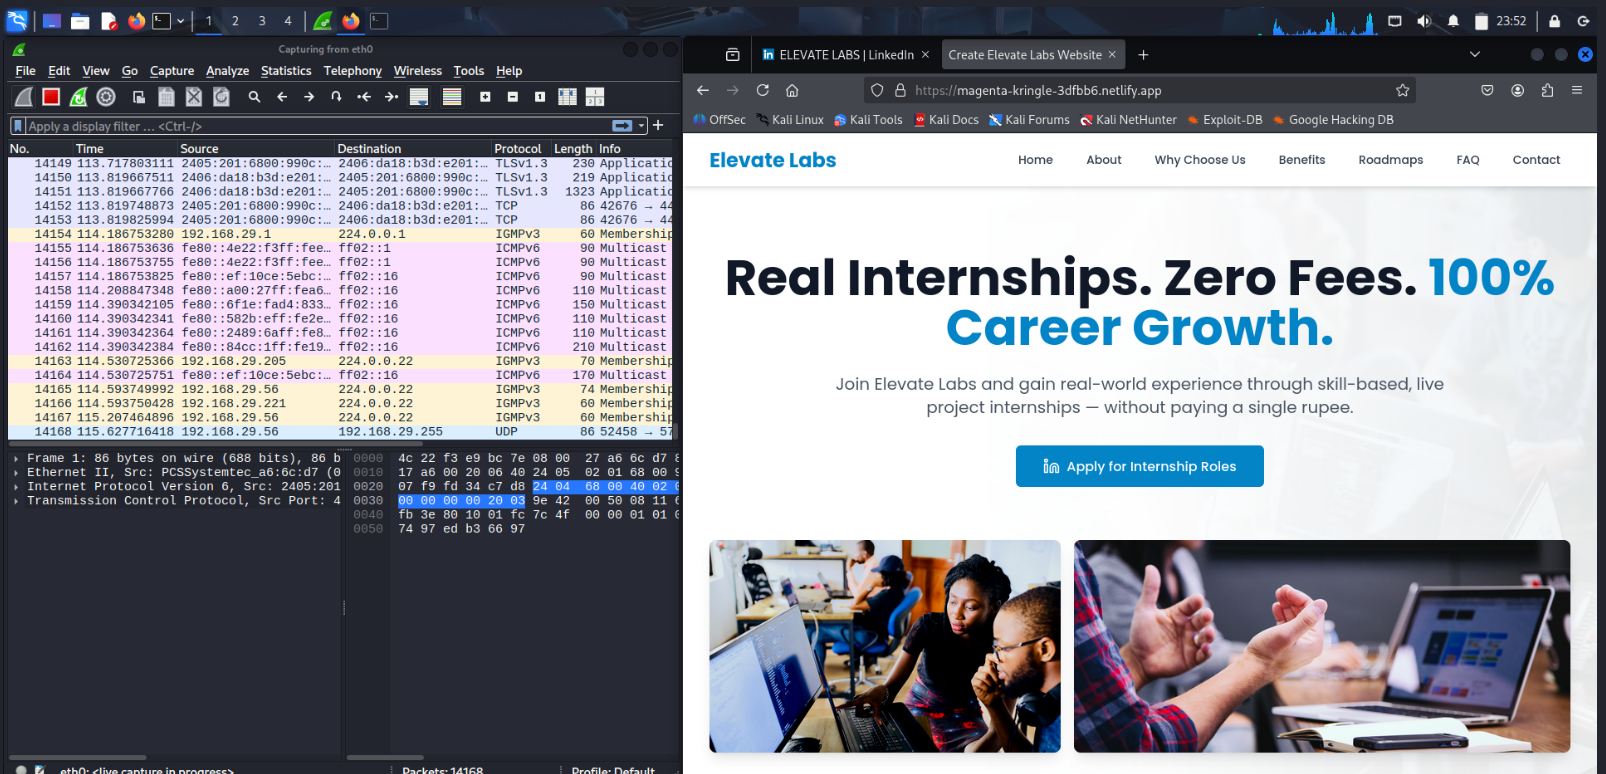 1 2 3 4
23:52
Capturing from eth0
File Edit View Go Capture Analyze Statistics Telephony Wireless Tools Help
Apply a display filter … <Ctrl-/>
No. Time Source Destination Protocol Length Info
14149 113.717803111 2405:201:6800:990c:… 2406:da18:b3d:e201:… TLSv1.3 230 Applicatio
14150 113.819667511 2406:da18:b3d:e201:… 2405:201:6800:990c:… TLSv1.3 219 Applicatio
14151 113.819667766 2406:da18:b3d:e201:… 2405:201:6800:990c:… TLSv1.3 1323 Applicatio
14152 113.819748873 2405:201:6800:990c:… 2406:da18:b3d:e201:… TCP 86 42676 → 44
14153 113.819825994 2405:201:6800:990c:… 2406:da18:b3d:e201:… TCP 86 42676 → 44
14154 114.186753280 192.168.29.1 224.0.0.1 IGMPv3 60 Membership
14155 114.186753636 fe80::4e22:f3ff:fee… ff02::1 ICMPv6 90 Multicast
14156 114.186753755 fe80::4e22:f3ff:fee… ff02::1 ICMPv6 90 Multicast
14157 114.186753825 fe80::ef:10ce:5ebc:… ff02::16 ICMPv6 90 Multicast
14158 114.208847348 fe80::a00:27ff:fea6… ff02::16 ICMPv6 110 Multicast
14159 114.390342105 fe80::6f1e:fad4:833… ff02::16 ICMPv6 150 Multicast
14160 114.390342341 fe80::582b:eff:fe2e… ff02::16 ICMPv6 110 Multicast
14161 114.390342364 fe80::2489:6aff:fe8… ff02::16 ICMPv6 110 Multicast
14162 114.390342384 fe80::84cc:1ff:fe19… ff02::16 ICMPv6 210 Multicast
14163 114.530725366 192.168.29.205 224.0.0.22 IGMPv3 70 Membership
14164 114.530725751 fe80::ef:10ce:5ebc:… ff02::16 ICMPv6 170 Multicast
14165 114.593749992 192.168.29.56 224.0.0.22 IGMPv3 74 Membership
14166 114.593750428 192.168.29.221 224.0.0.22 IGMPv3 60 Membership
14167 115.207464896 192.168.29.56 224.0.0.22 IGMPv3 60 Membership
14168 115.627716418 192.168.29.56 192.168.29.255 UDP 86 52458 → 57
Frame 1: 86 bytes on wire (688 bits), 86 b
Ethernet II, Src: PCSSystemtec_a6:6c:d7 (0
Internet Protocol Version 6, Src: 2405:201
Transmission Control Protocol, Src Port: 4
0000 4c 22 f3 e9 bc 7e 08 00 27 a6 6c d7 8
0010 17 a6 00 20 06 40 24 05 02 01 68 00 9
0020 07 f9 fd 34 c7 d8 24 04 68 00 40 02 0
0030 00 00 00 00 20 03 9e 42 00 50 08 11 6
0040 fb 3e 80 10 01 fc 7c 4f 00 00 01 01 0
0050 74 97 ed b3 66 97
eth0: <live capture in progress>
Packets: 14168
Profile: Default
ELEVATE LABS | LinkedIn
Create Elevate Labs Website
https://magenta-kringle-3dfbb6.netlify.app
OffSec Kali Linux Kali Tools Kali Docs Kali Forums Kali NetHunter Exploit-DB Google Hacking DB
Elevate Labs
Home About Why Choose Us Benefits Roadmaps FAQ Contact
Real Internships. Zero Fees. 100%
Career Growth.
Join Elevate Labs and gain real-world experience through skill-based, live
project internships — without paying a single rupee.
Apply for Internship Roles